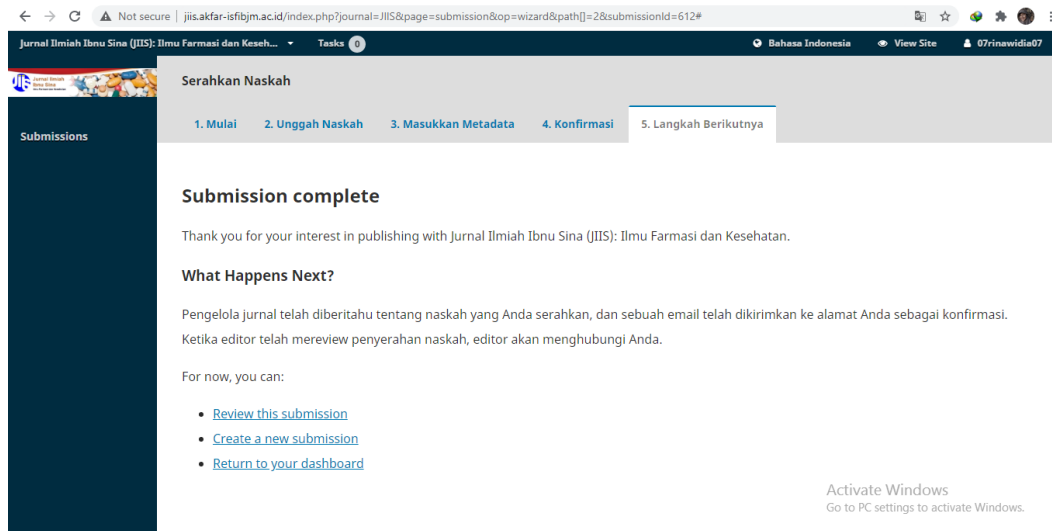 Not secure | jiis.akfar-isfibjm.ac.id/index.php?journal=JIIS&page=submission&op=wizard&path[]=2&submissionId=612#
Jurnal Ilmiah Ibnu Sina (JIIS): Ilmu Farmasi dan Keseh... Tasks 0 Bahasa Indonesia View Site 07rinawidia07
Serahkan Naskah
Submissions
1. Mulai 2. Unggah Naskah 3. Masukkan Metadata 4. Konfirmasi 5. Langkah Berikutnya
Submission complete
Thank you for your interest in publishing with Jurnal Ilmiah Ibnu Sina (JIIS): Ilmu Farmasi dan Kesehatan.
What Happens Next?
Pengelola jurnal telah diberitahu tentang naskah yang Anda serahkan, dan sebuah email telah dikirimkan ke alamat Anda sebagai konfirmasi.
Ketika editor telah mereview penyerahan naskah, editor akan menghubungi Anda.
For now, you can:
Review this submission
Create a new submission
Return to your dashboard
Activate Windows
Go to PC settings to activate Windows.